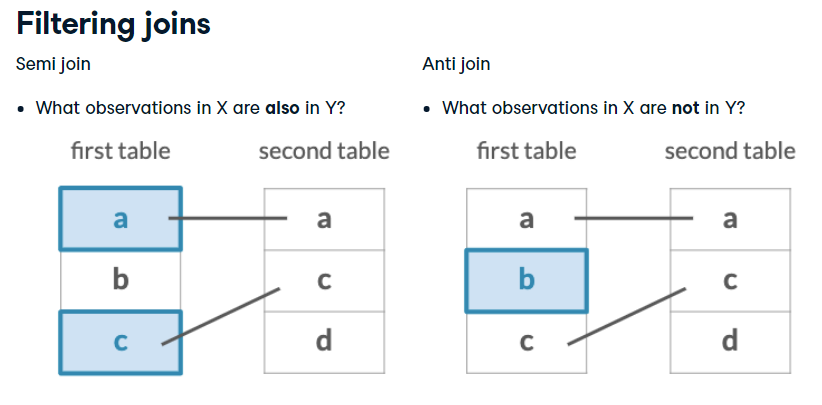 Filtering joins
Semi join
• What observations in X are also in Y?
first table second table
a a
b c
c d
Anti join
• What observations in X are not in Y?
first table second table
a a
b c
c d